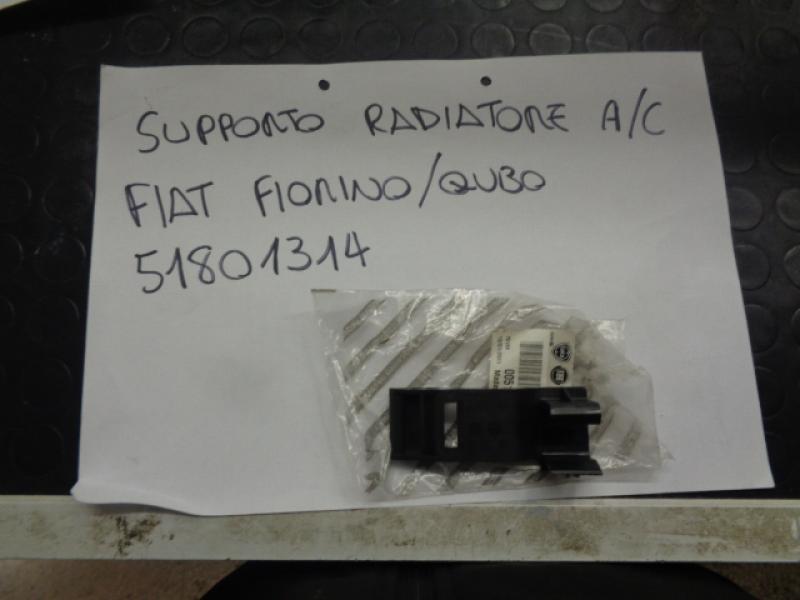 SUPPORTO RADIATORE A/C
FIAT FIORINO/QUBO
51801314